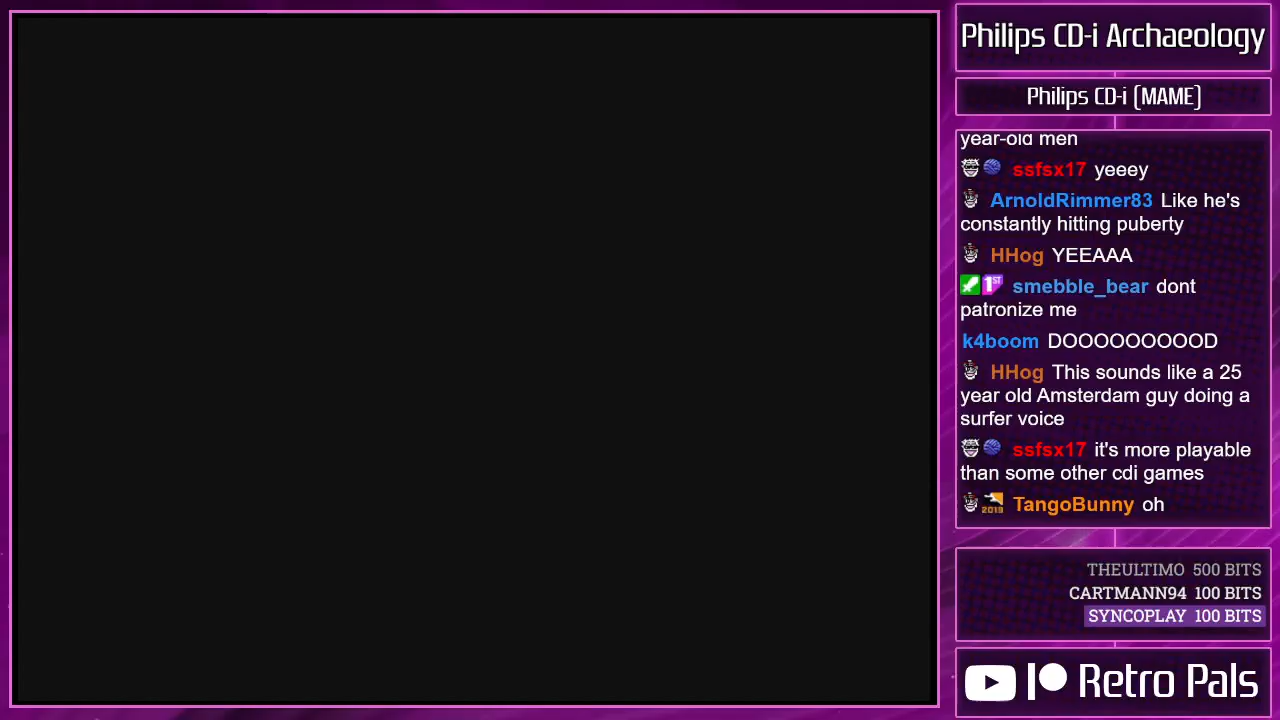 Philips CD-i Archaeology
Philips CD-i [MAME]
year-old men
ssfsx17 yeeey
ArnoldRimmer83 Like he's
constantly hitting puberty
HHog YEEAAA
1ST smebble_bear dont
patronize me
k4boom DOOOOOOOOOD
HHog This sounds like a 25
year old Amsterdam guy doing a
surfer voice
ssfsx17 it's more playable
than some other cdi games
2019 TangoBunny oh
THEULTIMO 500 BITS
CARTMANN94 100 BITS
SYNCOPLAY 100 BITS
Retro Pals